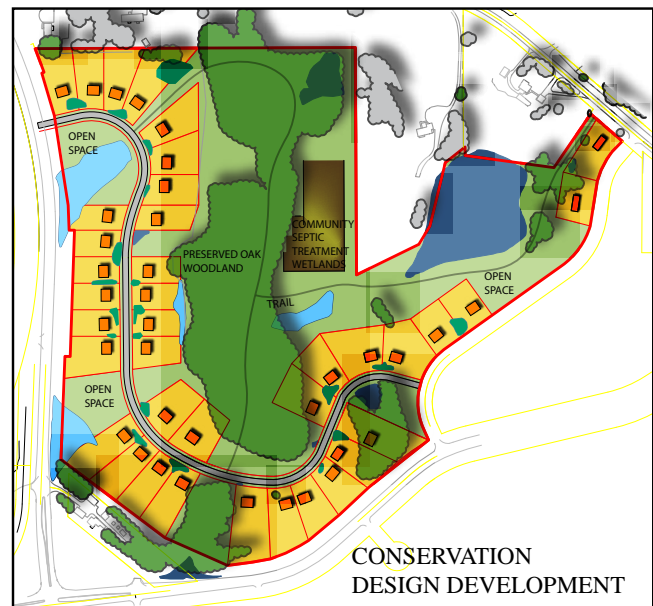 OPEN
SPACE
COMMUNITY
SEPTIC
TREATMENT
WETLANDS
PRESERVED OAK
WOODLAND
TRAIL
OPEN
SPACE
OPEN
SPACE
CONSERVATION
DESIGN DEVELOPMENT